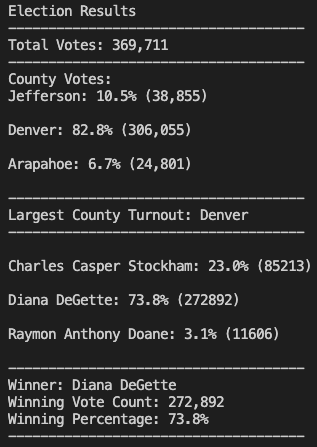 Election Results
-------------------------
Total Votes: 369,711
-------------------------
County Votes:
Jefferson: 10.5% (38,855)
Denver: 82.8% (306,055)
Arapahoe: 6.7% (24,801)
-------------------------
Largest County Turnout: Denver
-------------------------
Charles Casper Stockham: 23.0% (85213)
Diana DeGette: 73.8% (272892)
Raymon Anthony Doane: 3.1% (11606)
-------------------------
Winner: Diana DeGette
Winning Vote Count: 272,892
Winning Percentage: 73.8%
-------------------------